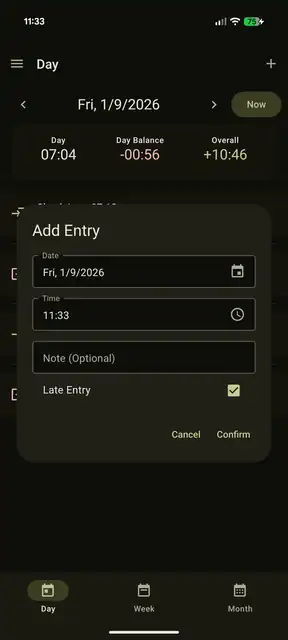 11:33
75
Day
Fri, 1/9/2026
Now
Day
Day Balance
Overall
07:04
-00:56
+10:46
Add Entry
Date
Fri, 1/9/2026
Time
11:33
Note (Optional)
Late Entry
Cancel
Confirm
Day
Week
Month